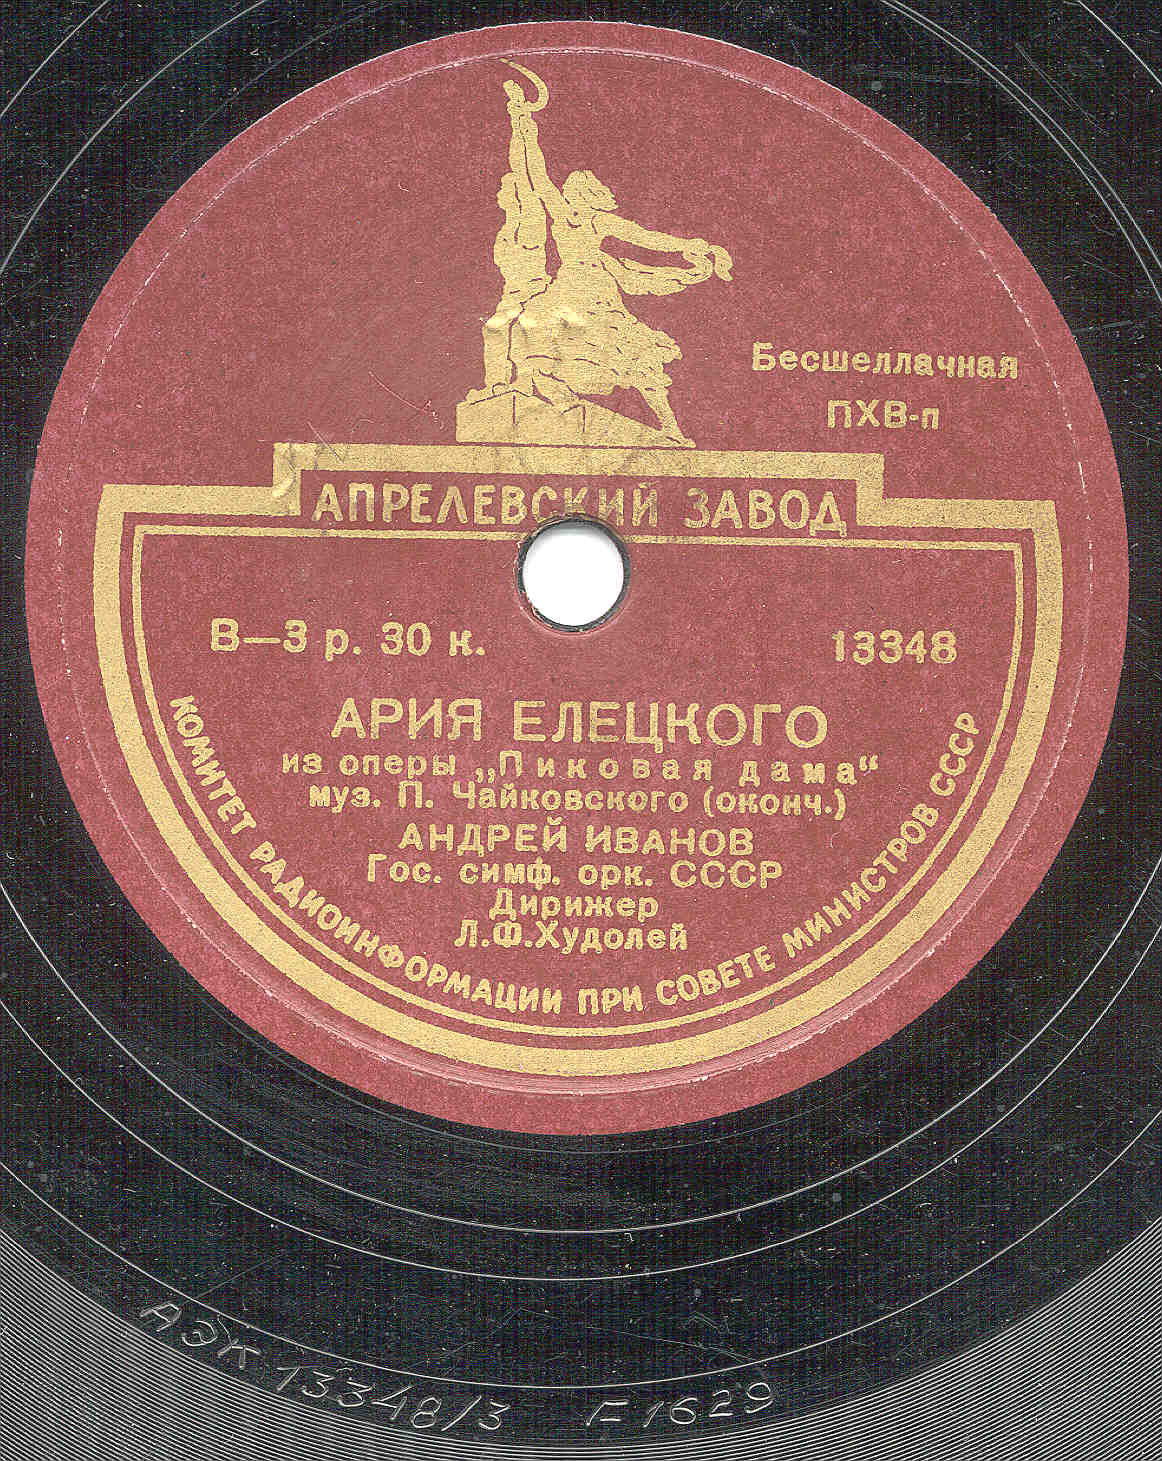 Бесшеллачная
ПХВ-п
АПРЕЛЕВСКИЙ ЗАВОД
В—3 р. 30 к.
13348
АРИЯ ЕЛЕЦКОГО
из оперы „Пиковая дама“
муз. П. Чайковского (оконч.)
АНДРЕЙ ИВАНОВ
Гос. симф. орк. СССР
Дирижер
Л.Ф.Худолей
КОМИТЕТ РАДИОИНФОРМАЦИИ ПРИ СОВЕТЕ МИНИСТРОВ СССР
АЭК 13348/3 F1629